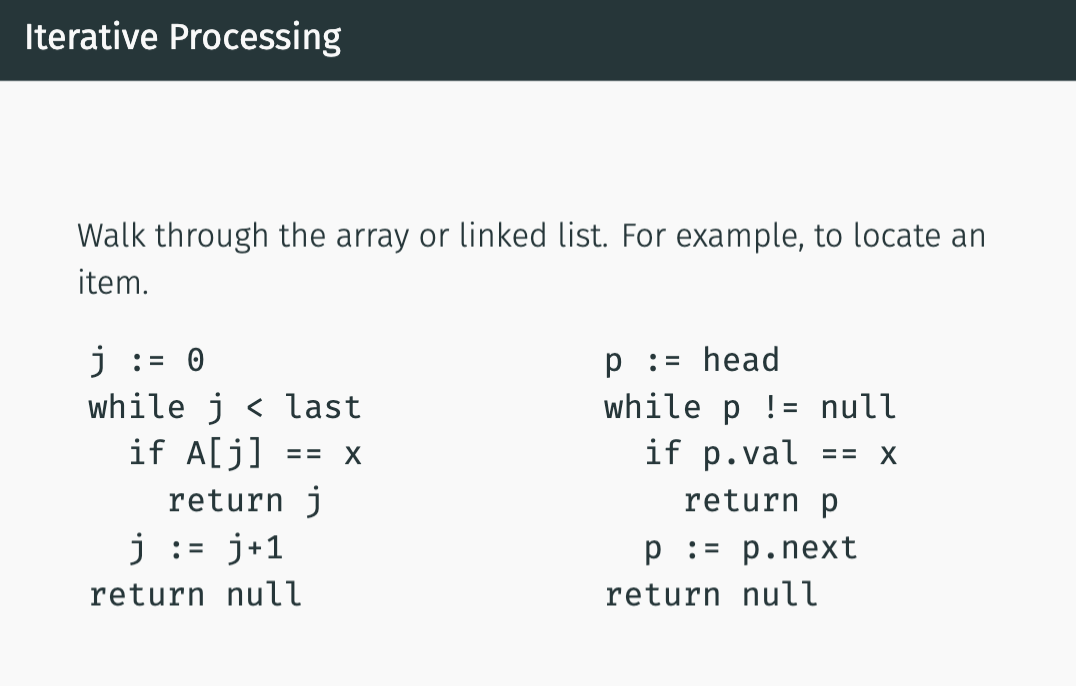 Iterative Processing
Walk through the array or linked list. For example, to locate an
item.
j := 0
while j < last
  if A[j] == x
    return j
  j := j+1
return null
p := head
while p != null
  if p.val == x
    return p
  p := p.next
return null